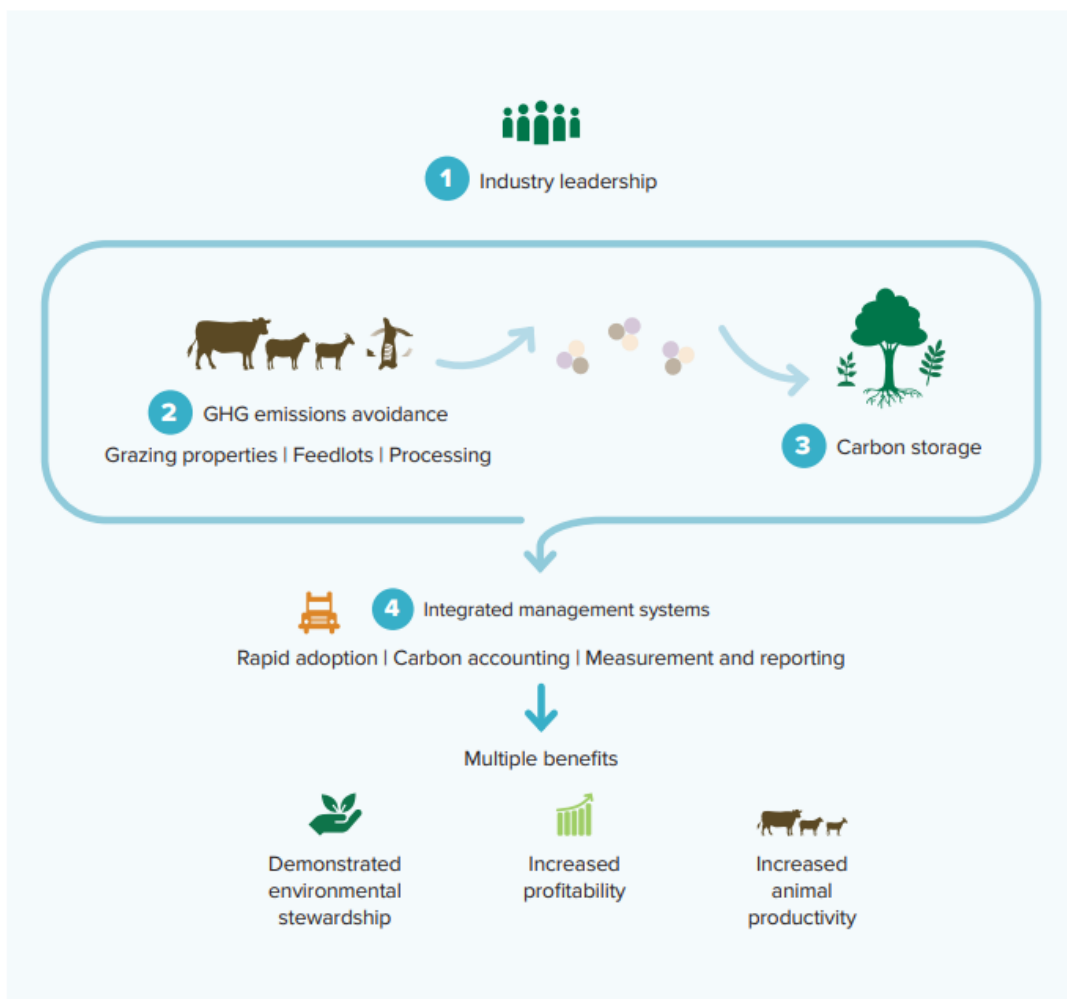 1 Industry leadership
2 GHG emissions avoidance
Grazing properties | Feedlots | Processing
3 Carbon storage
4 Integrated management systems
Rapid adoption | Carbon accounting | Measurement and reporting
Multiple benefits
Demonstrated
environmental
stewardship
Increased
profitability
Increased
animal
productivity